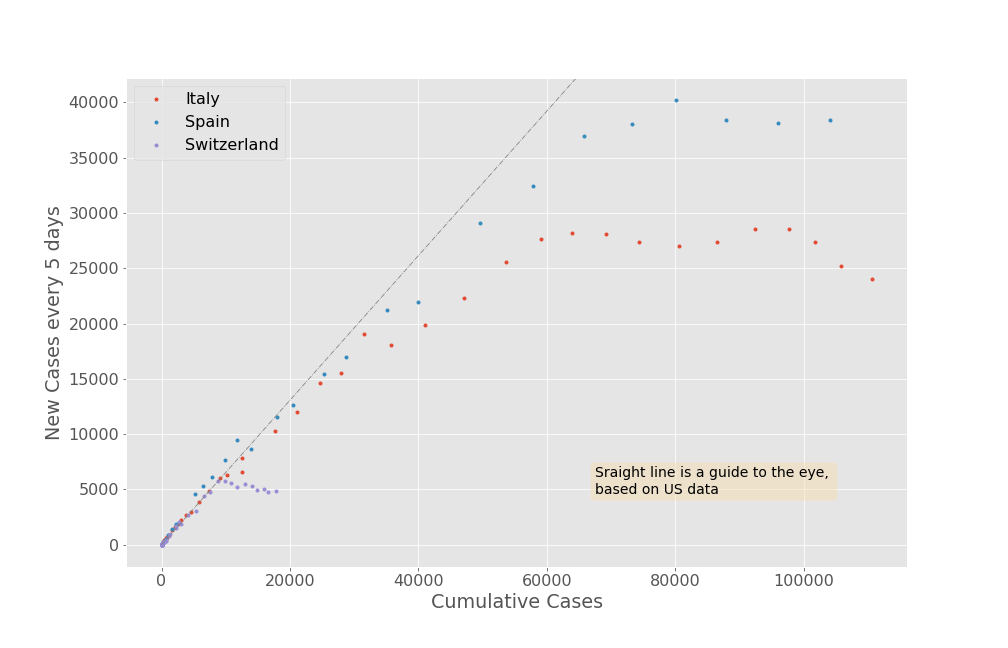 Italy
Spain
Switzerland
40000
35000
30000
25000
20000
15000
10000
5000
0
New Cases every 5 days
Sraight line is a guide to the eye,
based on US data
0 20000 40000 60000 80000 100000
Cumulative Cases